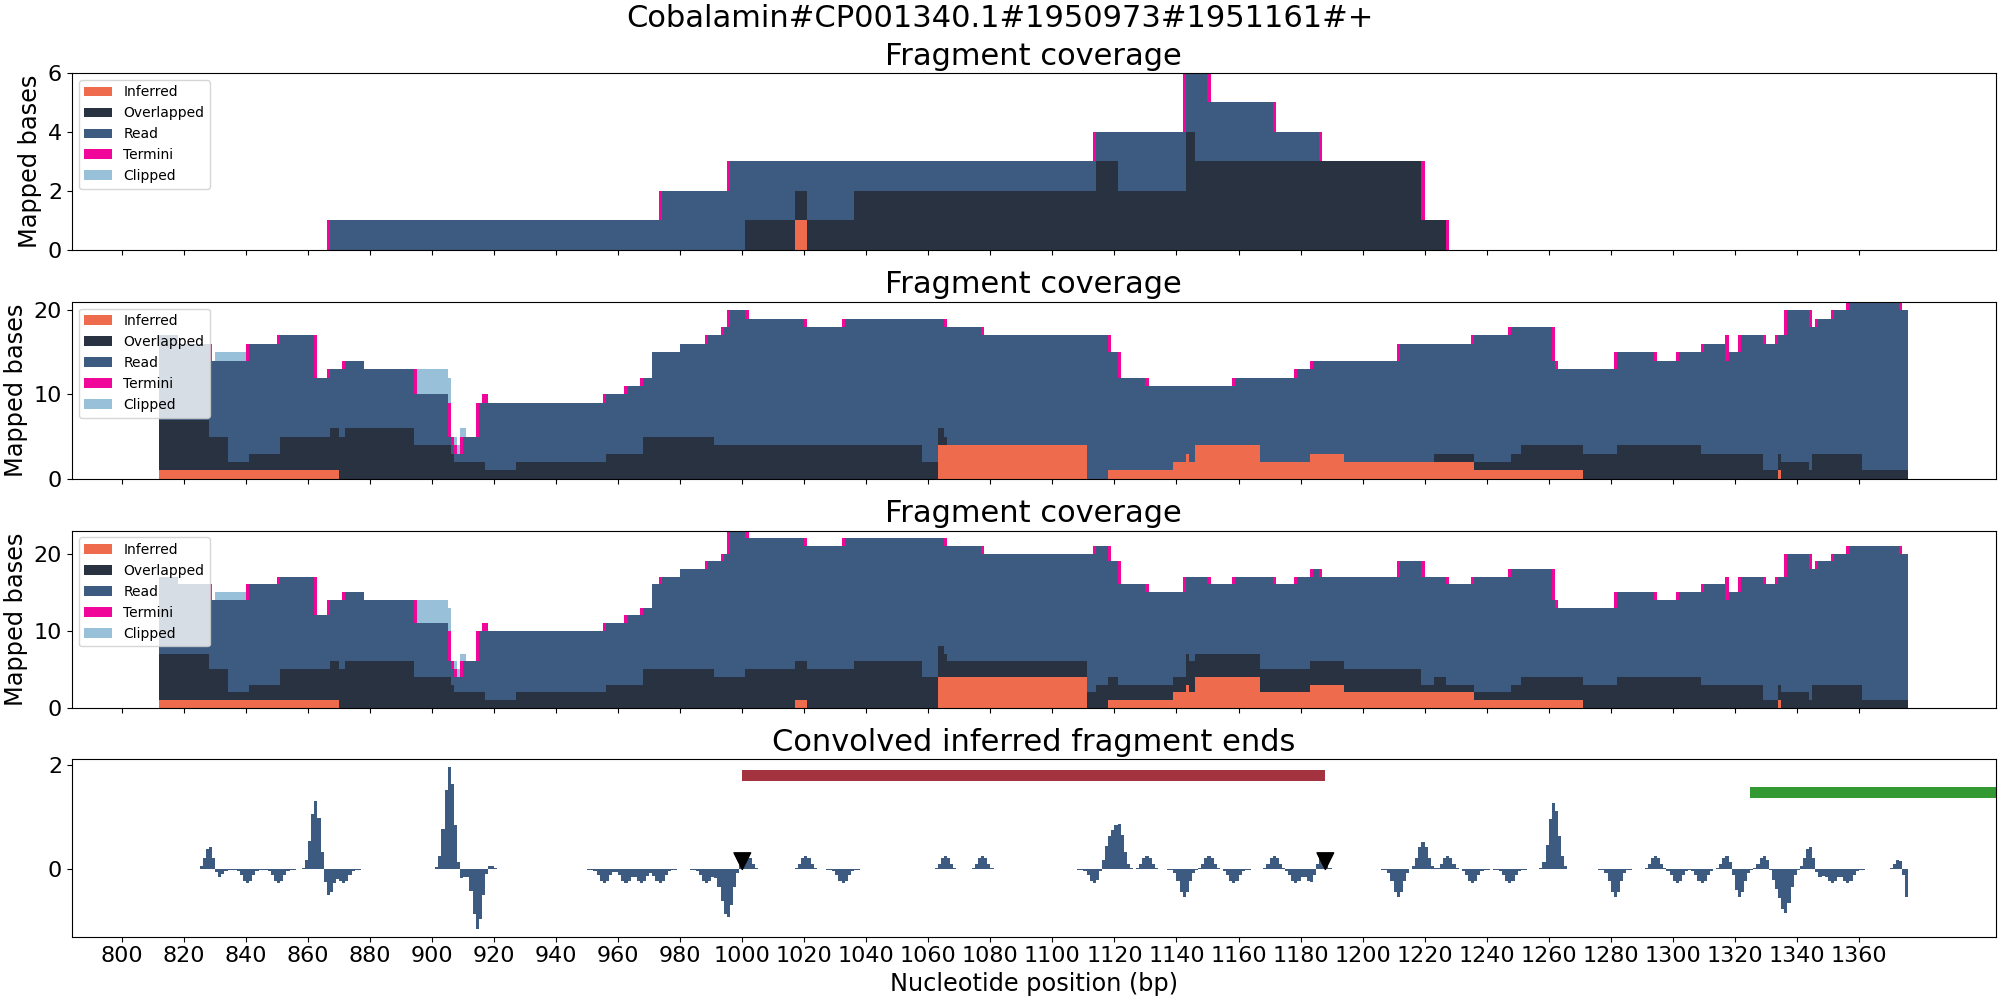 Cobalamin#CP001340.1#1950973#1951161#+
Fragment coverage
Mapped bases
6
4
2
0
Inferred
Overlapped
Read
Termini
Clipped
Fragment coverage
Mapped bases
20
10
0
Inferred
Overlapped
Read
Termini
Clipped
Fragment coverage
Mapped bases
20
10
0
Inferred
Overlapped
Read
Termini
Clipped
Convolved inferred fragment ends
2
0
800 820 840 860 880 900 920 940 960 980 1000 1020 1040 1060 1080 1100 1120 1140 1160 1180 1200 1220 1240 1260 1280 1300 1320 1340 1360
Nucleotide position (bp)